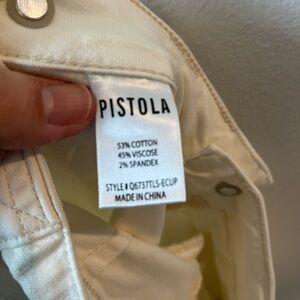 PISTOLA
53% COTTON
45% VISCOSE
2% SPANDEX
STYLE# Q6737TLS-ECUP
MADE IN CHINA